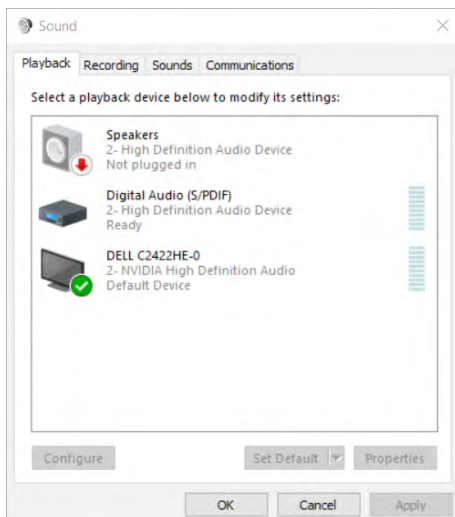 Sound
Playback Recording Sounds Communications
Select a playback device below to modify its settings:
Speakers
2- High Definition Audio Device
Not plugged in
Digital Audio (S/PDIF)
2- High Definition Audio Device
Ready
DELL C2422HE-0
2- NVIDIA High Definition Audio
Default Device
Configure Set Default Properties
OK Cancel Apply